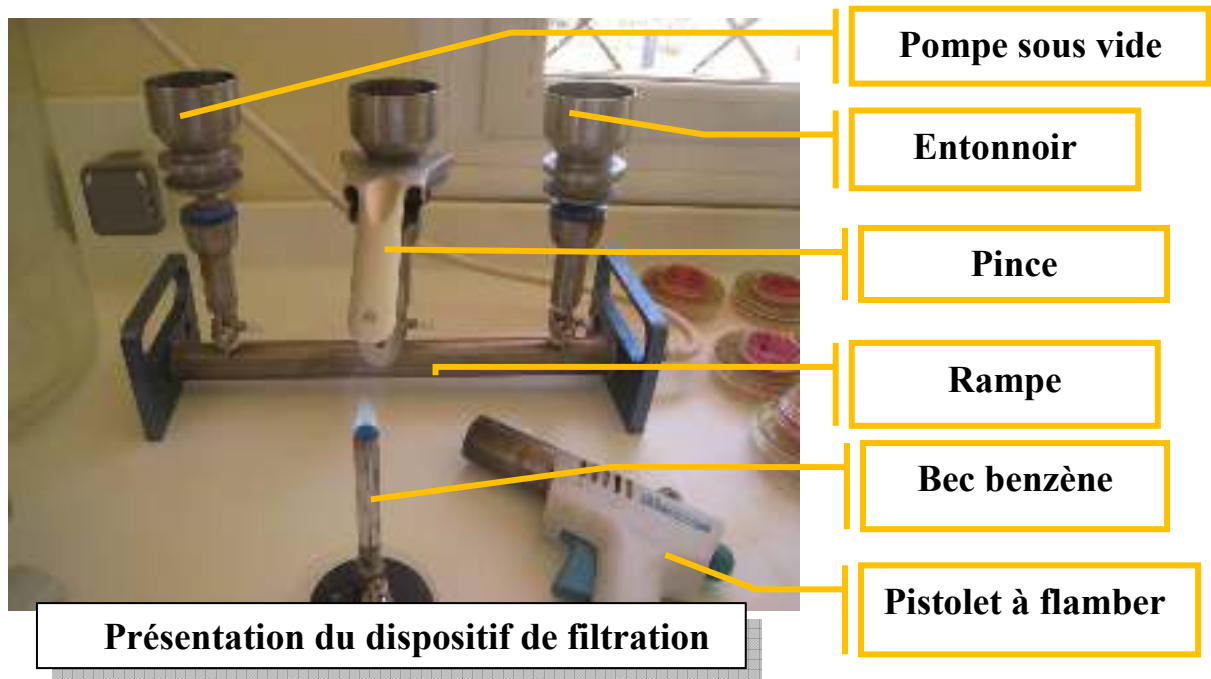 Pompe sous vide
Entonnoir
Pince
Rampe
Bec benzène
Pistolet à flamber
Présentation du dispositif de filtration